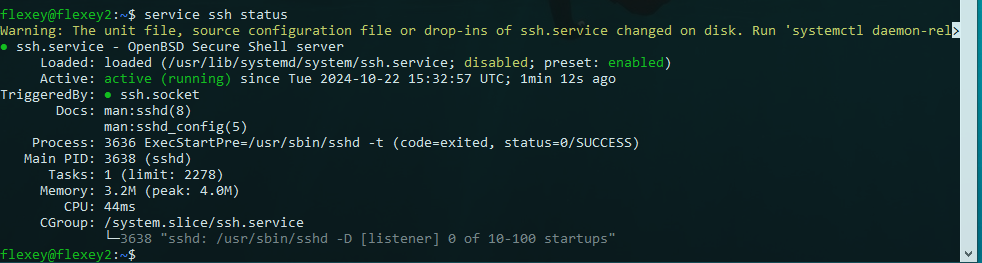 flexey@flexey2:~$ service ssh status
Warning: The unit file, source configuration file or drop-ins of ssh.service changed on disk. Run 'systemctl daemon-rel>
● ssh.service - OpenBSD Secure Shell server
     Loaded: loaded (/usr/lib/systemd/system/ssh.service; disabled; preset: enabled)
     Active: active (running) since Tue 2024-10-22 15:32:57 UTC; 1min 12s ago
TriggeredBy: ● ssh.socket
       Docs: man:sshd(8)
             man:sshd_config(5)
    Process: 3636 ExecStartPre=/usr/sbin/sshd -t (code=exited, status=0/SUCCESS)
   Main PID: 3638 (sshd)
      Tasks: 1 (limit: 2278)
     Memory: 3.2M (peak: 4.0M)
        CPU: 44ms
     CGroup: /system.slice/ssh.service
             └─3638 "sshd: /usr/sbin/sshd -D [listener] 0 of 10-100 startups"
flexey@flexey2:~$